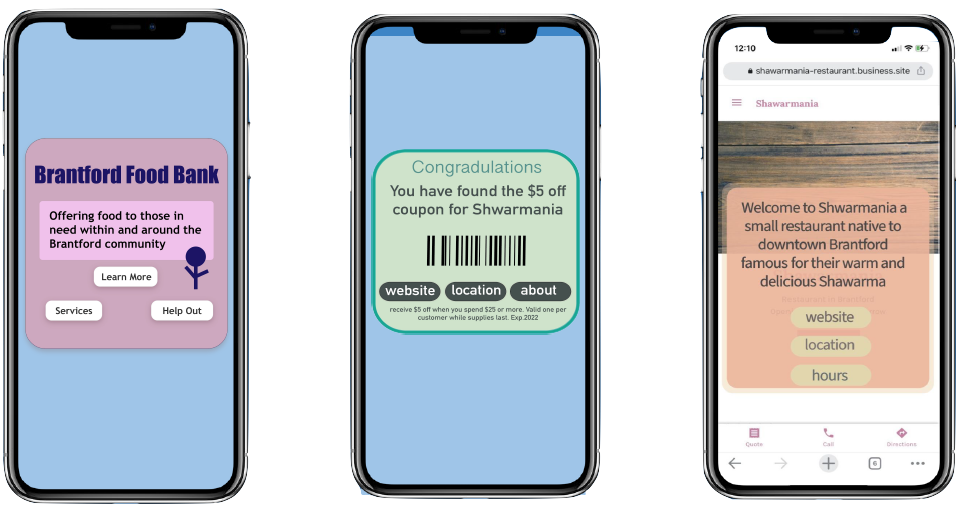 Brantford Food Bank
Offering food to those in
need within and around the
Brantford community
Learn More
Services
Help Out
Congradulations
You have found the $5 off
coupon for Shwarmania
website
location
about
receive $5 off when you spend $25 or more. Valid one per
customer while supplies last. Exp.2022
12:10
shawarmania-restaurant.business.site
Shawarmania
Welcome to Shwarmania a
small restaurant native to
downtown Brantford
famous for their warm and
delicious Shawarma
website
location
hours
Quote
Call
Directions
6